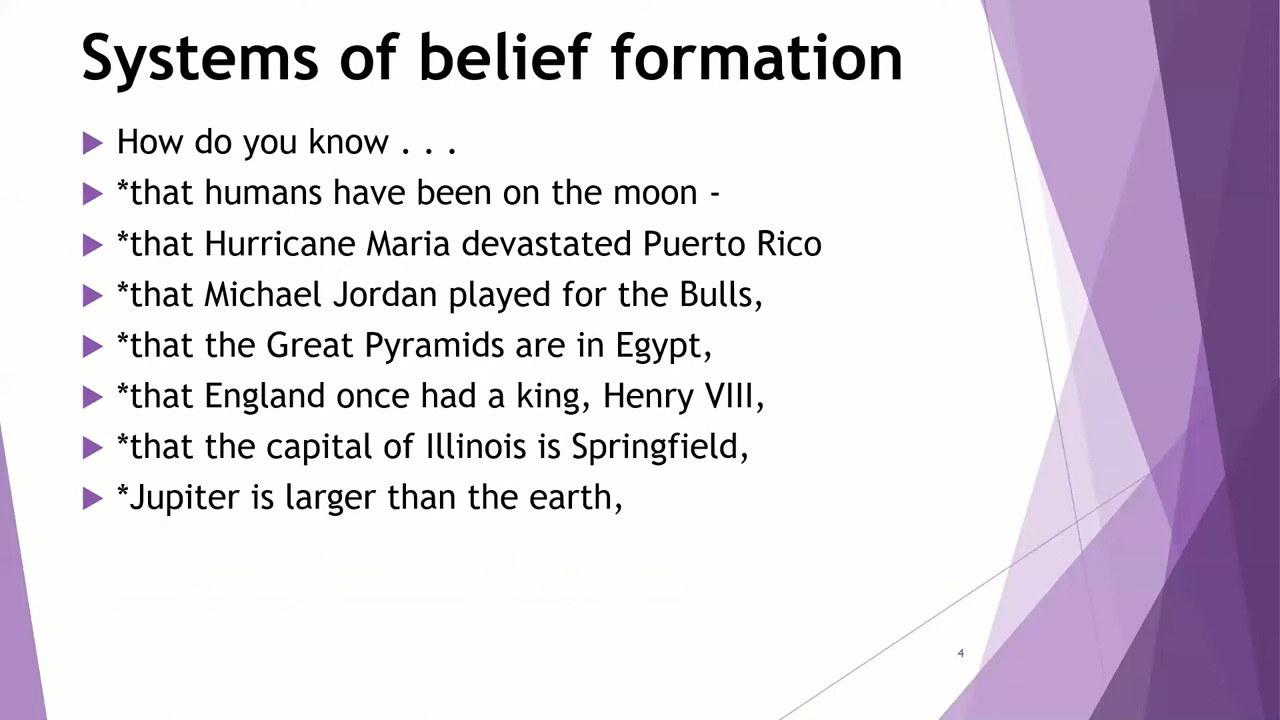 Systems of belief formation
How do you know . . .
*that humans have been on the moon -
*that Hurricane Maria devastated Puerto Rico
*that Michael Jordan played for the Bulls,
*that the Great Pyramids are in Egypt,
*that England once had a king, Henry VIII,
*that the capital of Illinois is Springfield,
*Jupiter is larger than the earth,
4